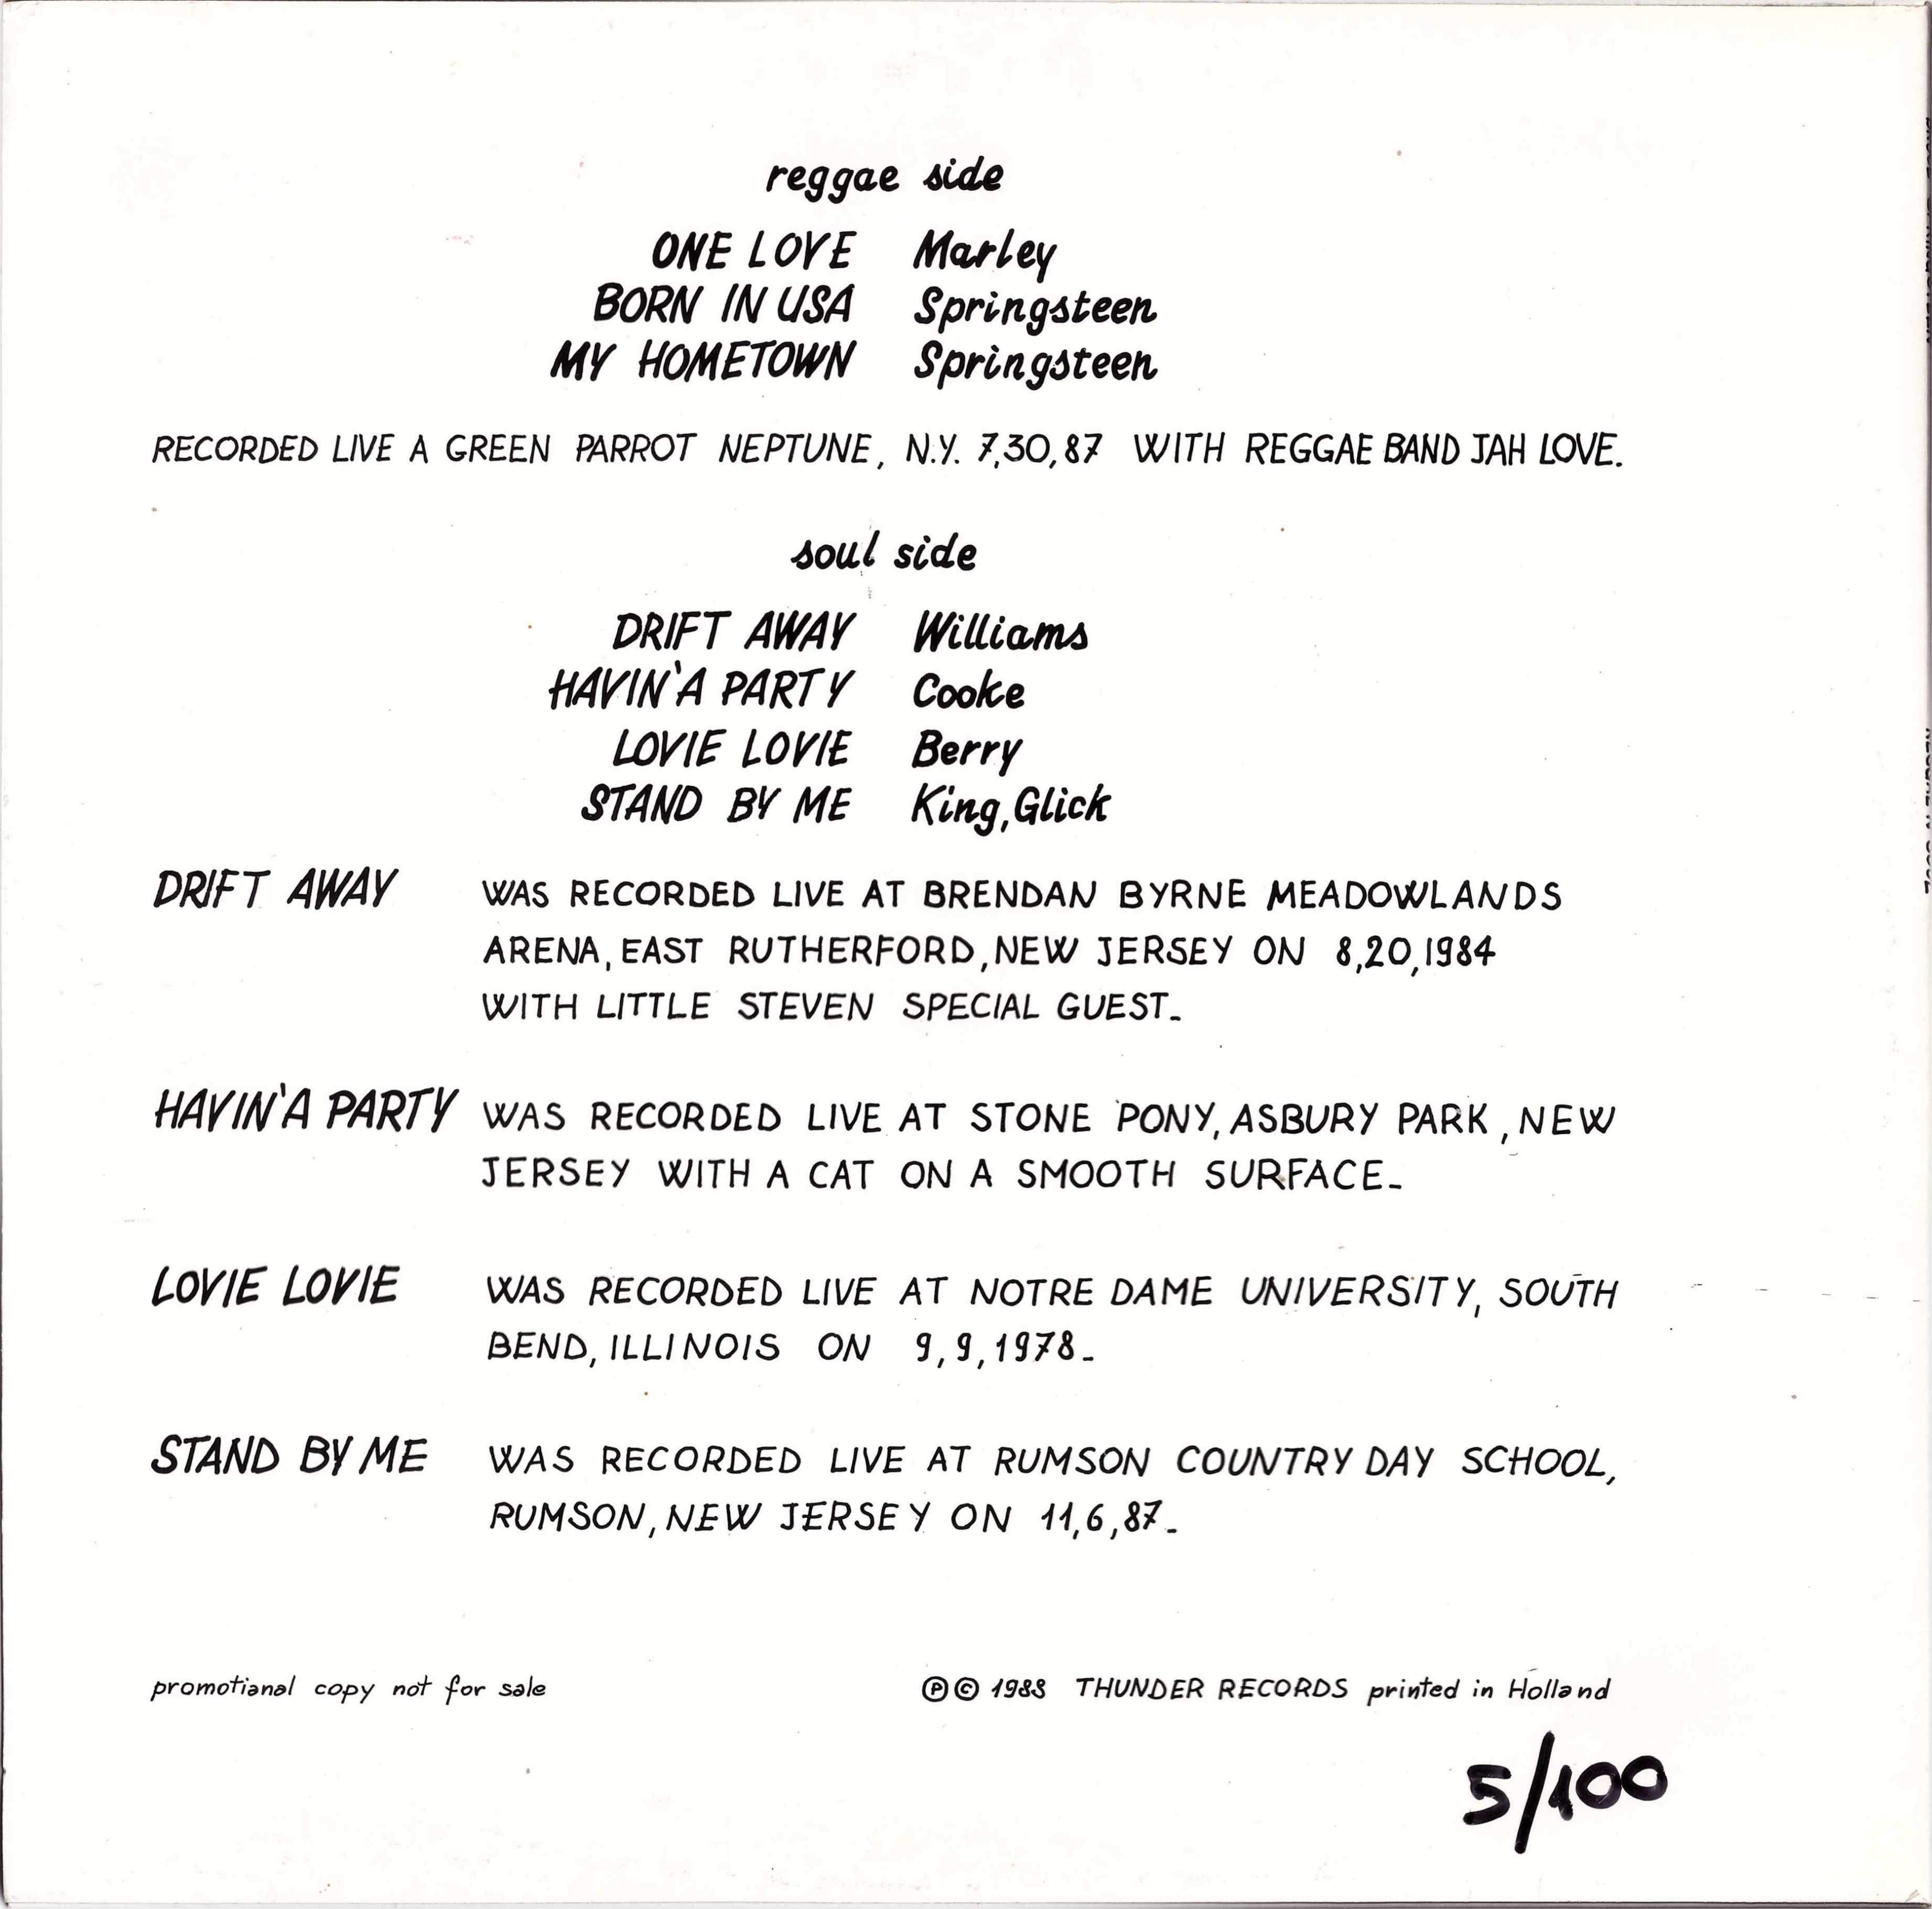 reggae side
ONE LOVE Marley
BORN IN USA Springsteen
MY HOMETOWN Springsteen
RECORDED LIVE A GREEN PARROT NEPTUNE, N.Y. 7,30,87 WITH REGGAE BAND JAH LOVE.
soul side
DRIFT AWAY Williams
HAVIN'A PARTY Cooke
LOVIE LOVIE Berry
STAND BY ME King,Glick
DRIFT AWAY WAS RECORDED LIVE AT BRENDAN BYRNE MEADOWLANDS
ARENA, EAST RUTHERFORD, NEW JERSEY ON 8,20,1984
WITH LITTLE STEVEN SPECIAL GUEST_
HAVIN'A PARTY WAS RECORDED LIVE AT STONE PONY, ASBURY PARK, NEW
JERSEY WITH A CAT ON A SMOOTH SURFACE_
LOVIE LOVIE WAS RECORDED LIVE AT NOTRE DAME UNIVERSITY, SOUTH
BEND, ILLINOIS ON 9,9,1978_
STAND BY ME WAS RECORDED LIVE AT RUMSON COUNTRY DAY SCHOOL,
RUMSON, NEW JERSEY ON 11,6,87_
promotional copy not for sale ℗ © 1988 THUNDER RECORDS printed in Holland
5/100